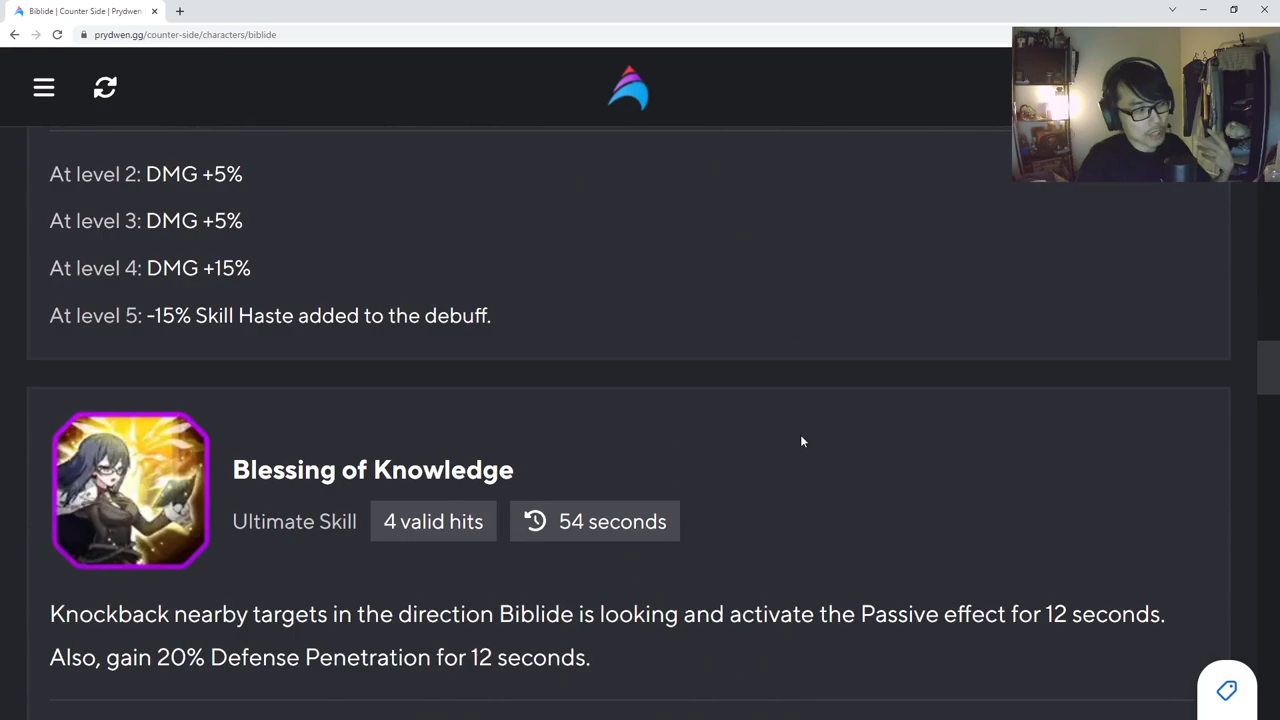 Biblide | Counter Side | Prydwen
prydwen.gg/counter-side/characters/biblide
At level 2: DMG +5%
At level 3: DMG +5%
At level 4: DMG +15%
At level 5: -15% Skill Haste added to the debuff.
Blessing of Knowledge
Ultimate Skill 4 valid hits 54 seconds
Knockback nearby targets in the direction Biblide is looking and activate the Passive effect for 12 seconds.
Also, gain 20% Defense Penetration for 12 seconds.